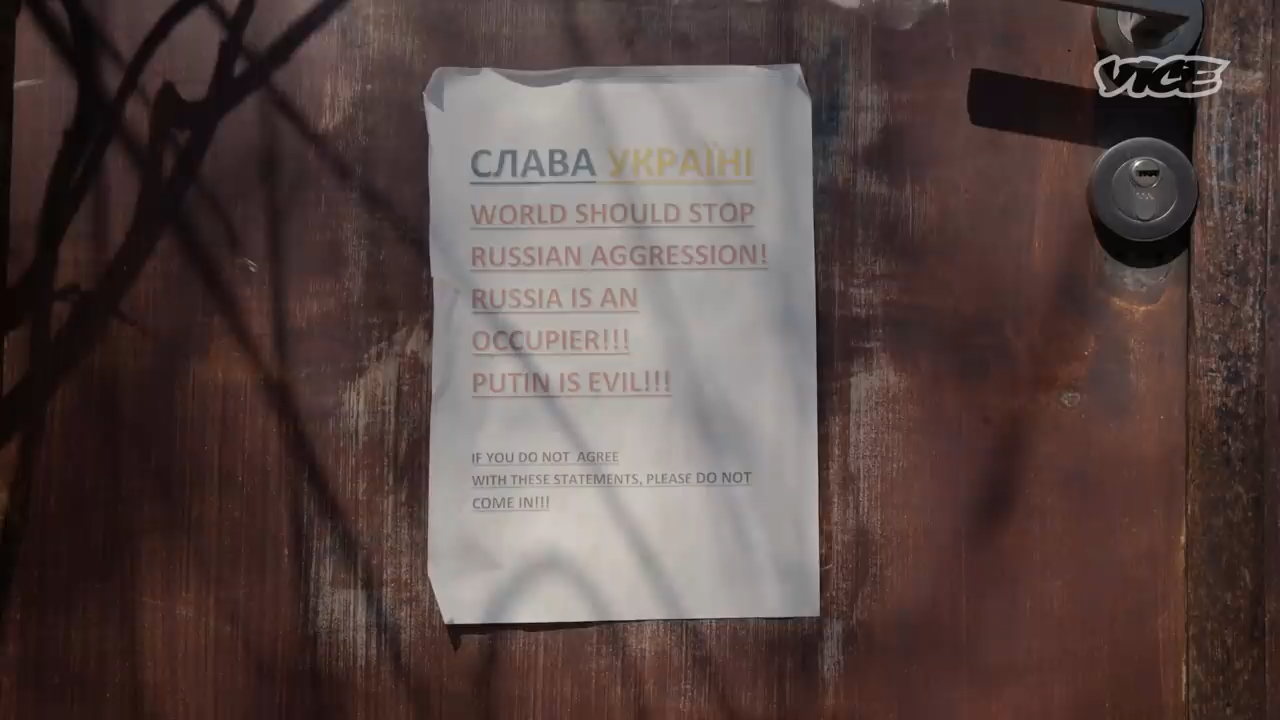 VICE
СЛАВА УКРАЇНІ
WORLD SHOULD STOP
RUSSIAN AGGRESSION!
RUSSIA IS AN
OCCUPIER!!!
PUTIN IS EVIL!!!
IF YOU DO NOT AGREE
WITH THESE STATEMENTS, PLEASE DO NOT
COME IN!!!